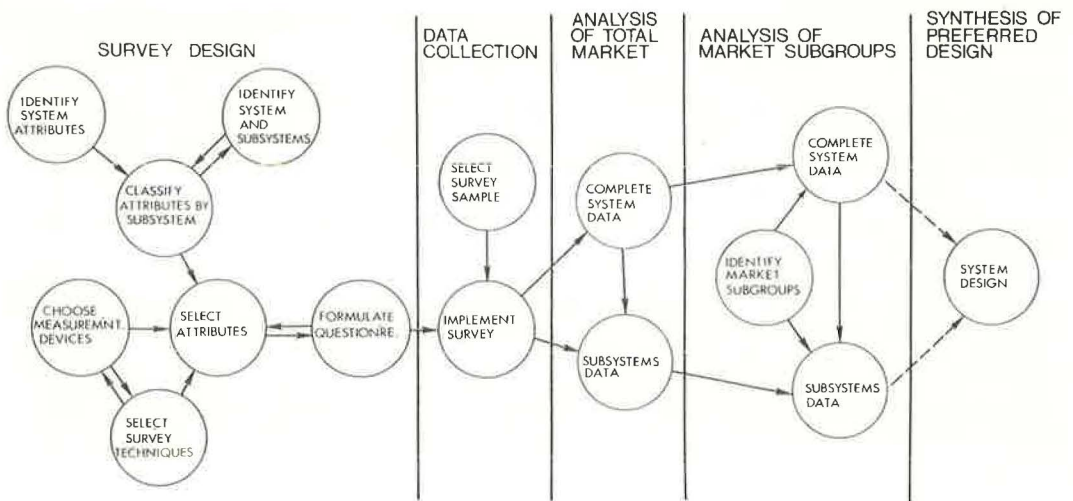 SURVEY DESIGN
DATA
COLLECTION
ANALYSIS
OF TOTAL
MARKET
ANALYSIS OF
MARKET SUBGROUPS
SYNTHESIS OF
PREFERRED
DESIGN
IDENTIFY
SYSTEM
ATTRIBUTES
IDENTIFY
SYSTEM
AND
SUBSYSTEMS
CLASSIFY
ATTRIBUTES BY
SUBSYSTEM
CHOOSE
MEASUREMNT.
DEVICES
SELECT
ATTRIBUTES
FORMULATE
QUESTION'RE.
SELECT
SURVEY
TECHNIQUES
SELECT
SURVEY
SAMPLE
IMPLEMENT
SURVEY
COMPLETE
SYSTEM
DATA
SUBSYSTEMS
DATA
COMPLETE
SYSTEM
DATA
IDENTIFY
MARKET
SUBGROUPS
SUBSYSTEMS
DATA
SYSTEM
DESIGN